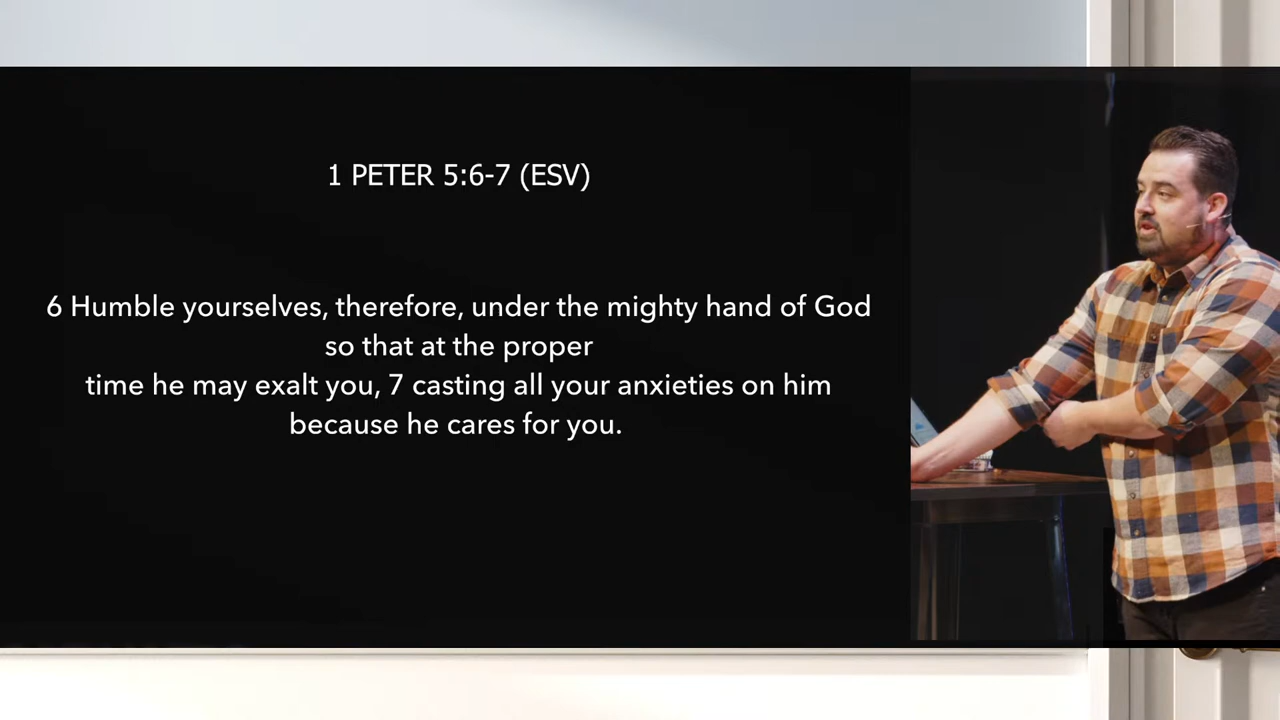 1 PETER 5:6-7 (ESV)
6 Humble yourselves, therefore, under the mighty hand of God
so that at the proper
time he may exalt you, 7 casting all your anxieties on him
because he cares for you.